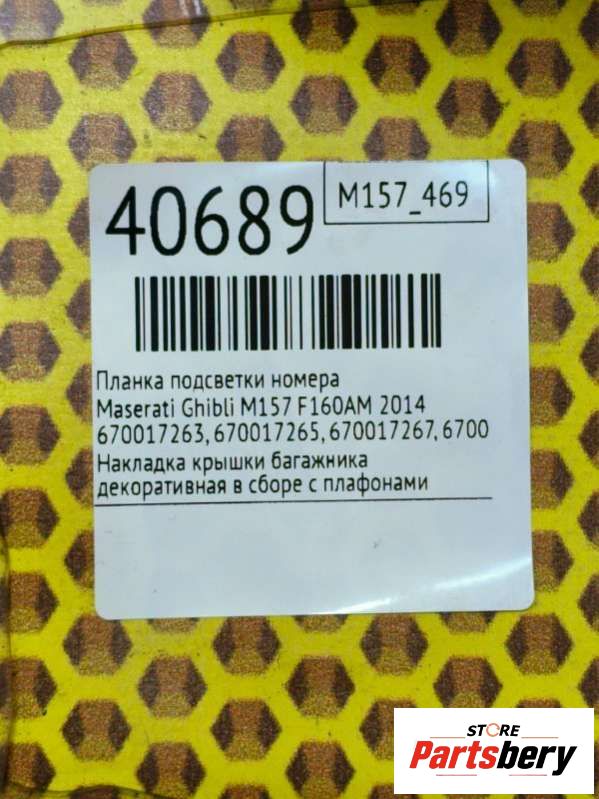 40689
M157_469
Планка подсветки номера
Maserati Ghibli M157 F160AM 2014
670017263, 670017265, 670017267, 6700
Накладка крышки багажника
декоративная в сборе с плафонами
STORE
Partsbery